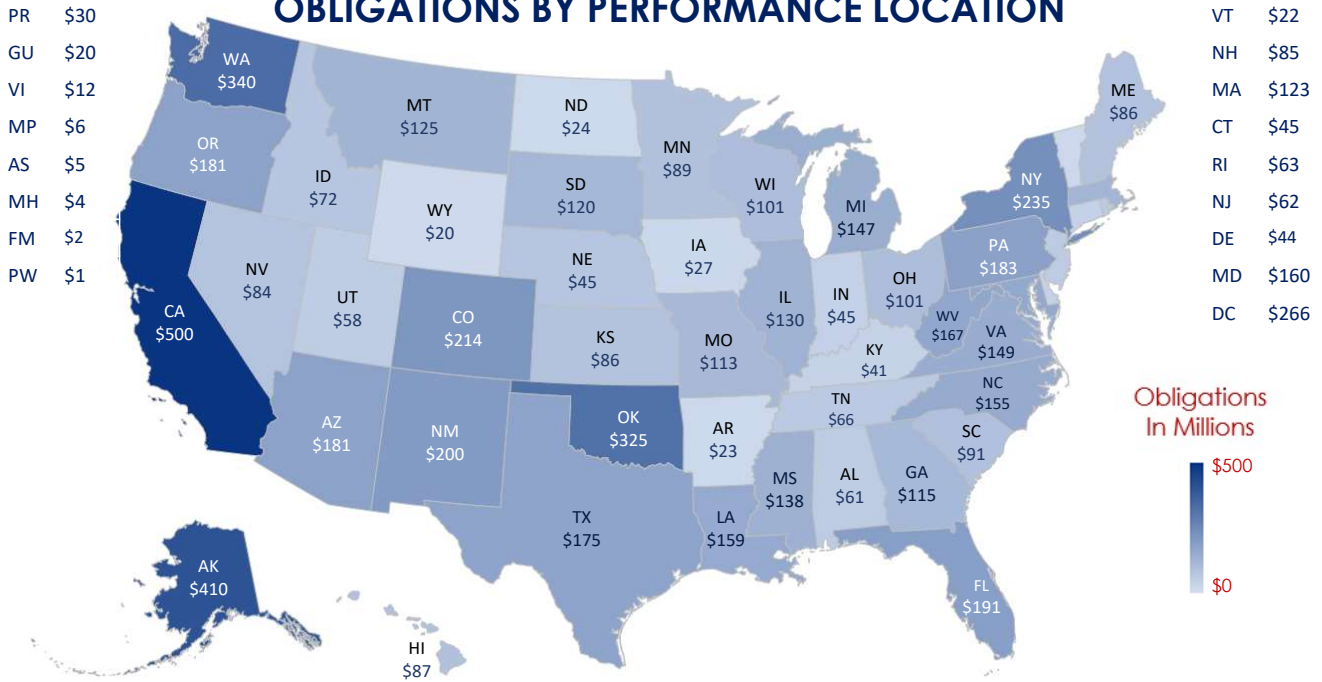 OBLIGATIONS BY PERFORMANCE LOCATION
PR $30
GU $20
VI $12
MP $6
AS $5
MH $4
FM $2
PW $1
VT $22
NH $85
MA $123
CT $45
RI $63
NJ $62
DE $44
MD $160
DC $266
WA
$340
OR
$181
CA
$500
ID
$72
NV
$84
MT
$125
WY
$20
UT
$58
AZ
$181
CO
$214
NM
$200
ND
$24
SD
$120
NE
$45
KS
$86
OK
$325
TX
$175
MN
$89
IA
$27
MO
$113
AR
$23
LA
$159
WI
$101
IL
$130
MS
$138
MI
$147
IN
$45
KY
$41
TN
$66
AL
$61
OH
$101
WV
$167
VA
$149
NC
$155
SC
$91
GA
$115
FL
$191
PA
$183
NY
$235
ME
$86
AK
$410
HI
$87
Obligations
In Millions
$500
$0